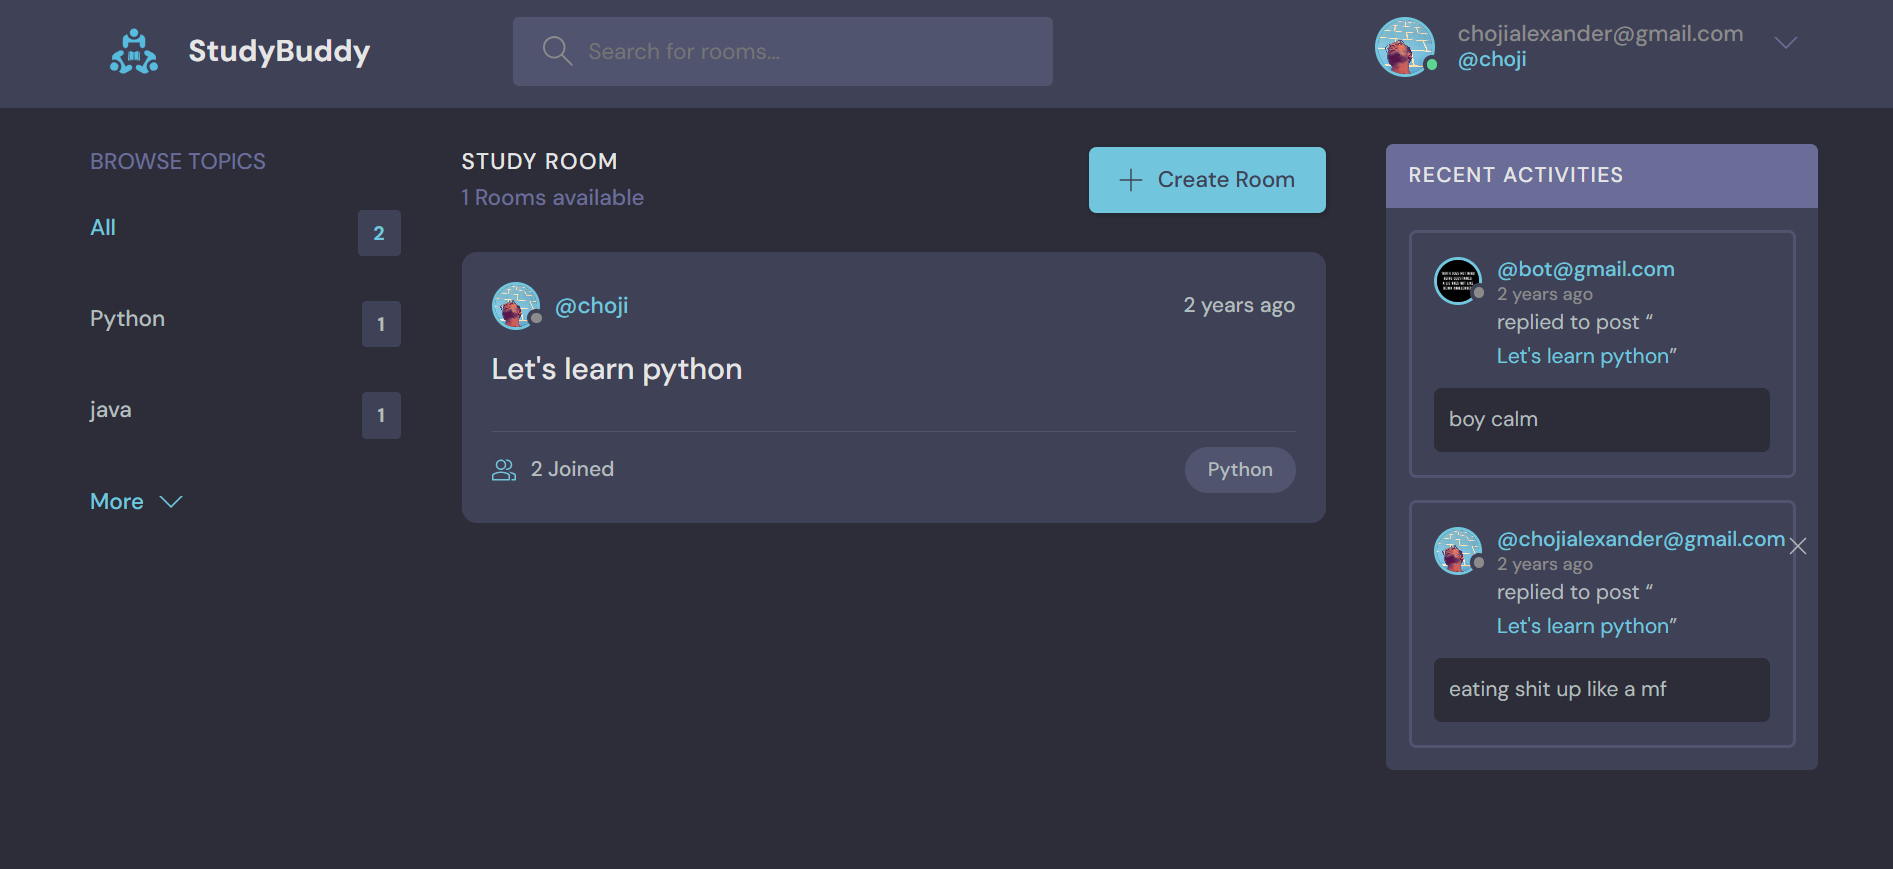 StudyBuddy
Search for rooms...
chojialexander@gmail.com
@choji
BROWSE TOPICS
All 2
Python 1
java 1
More
STUDY ROOM
1 Rooms available
Create Room
@choji
2 years ago
Let's learn python
2 Joined
Python
RECENT ACTIVITIES
@bot@gmail.com
2 years ago
replied to post “
Let's learn python”
boy calm
@chojialexander@gmail.com
2 years ago
replied to post “
Let's learn python”
eating shit up like a mf